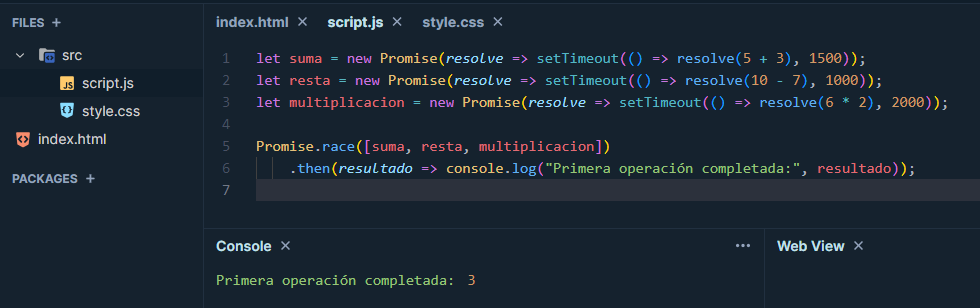 FILES +
src
JS script.js
style.css
index.html
PACKAGES +
index.html × script.js × style.css ×
1 let suma = new Promise(resolve => setTimeout(() => resolve(5 + 3), 1500));
2 let resta = new Promise(resolve => setTimeout(() => resolve(10 - 7), 1000));
3 let multiplicacion = new Promise(resolve => setTimeout(() => resolve(6 * 2), 2000));
4
5 Promise.race([suma, resta, multiplicacion])
6 .then(resultado => console.log("Primera operación completada:", resultado));
7
Console × ...
Primera operación completada: 3
Web View ×